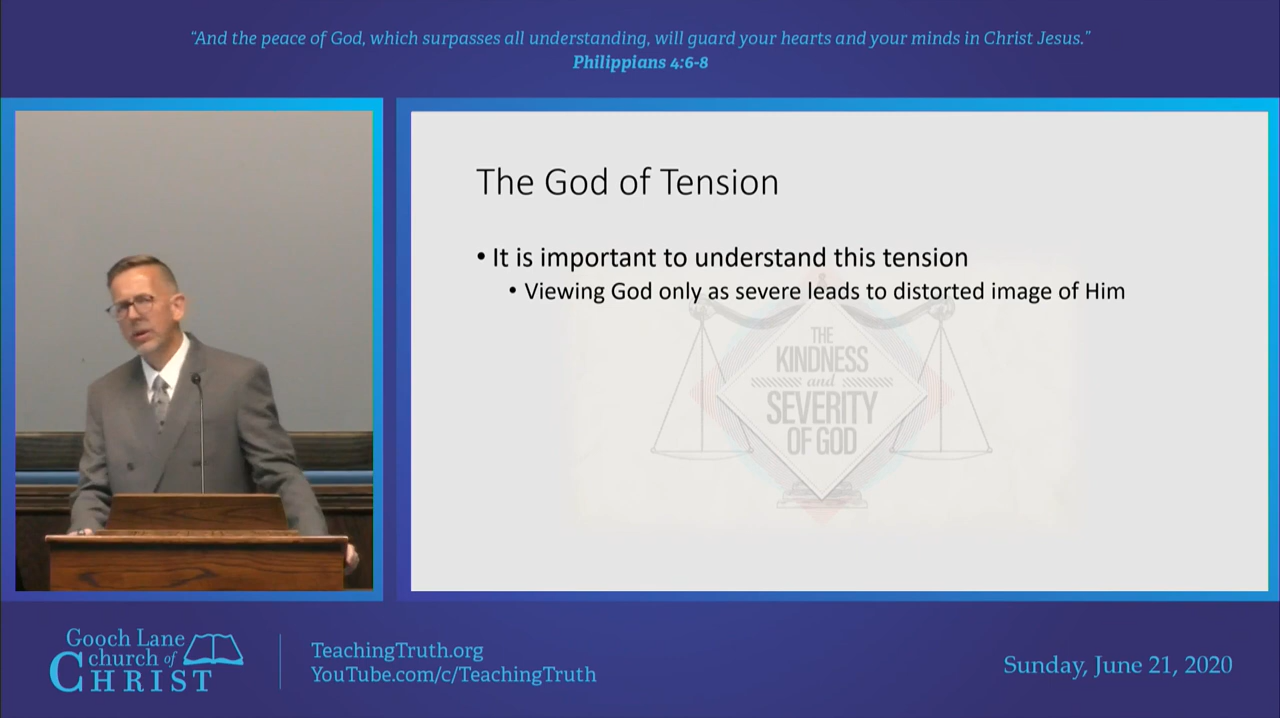 “And the peace of God, which surpasses all understanding, will guard your hearts and your minds in Christ Jesus.”
Philippians 4:6-8
The God of Tension
• It is important to understand this tension
• Viewing God only as severe leads to distorted image of Him
THE
KINDNESS
and
SEVERITY
OF GOD
Gooch Lane
church of
CHRIST
TeachingTruth.org
YouTube.com/c/TeachingTruth
Sunday, June 21, 2020